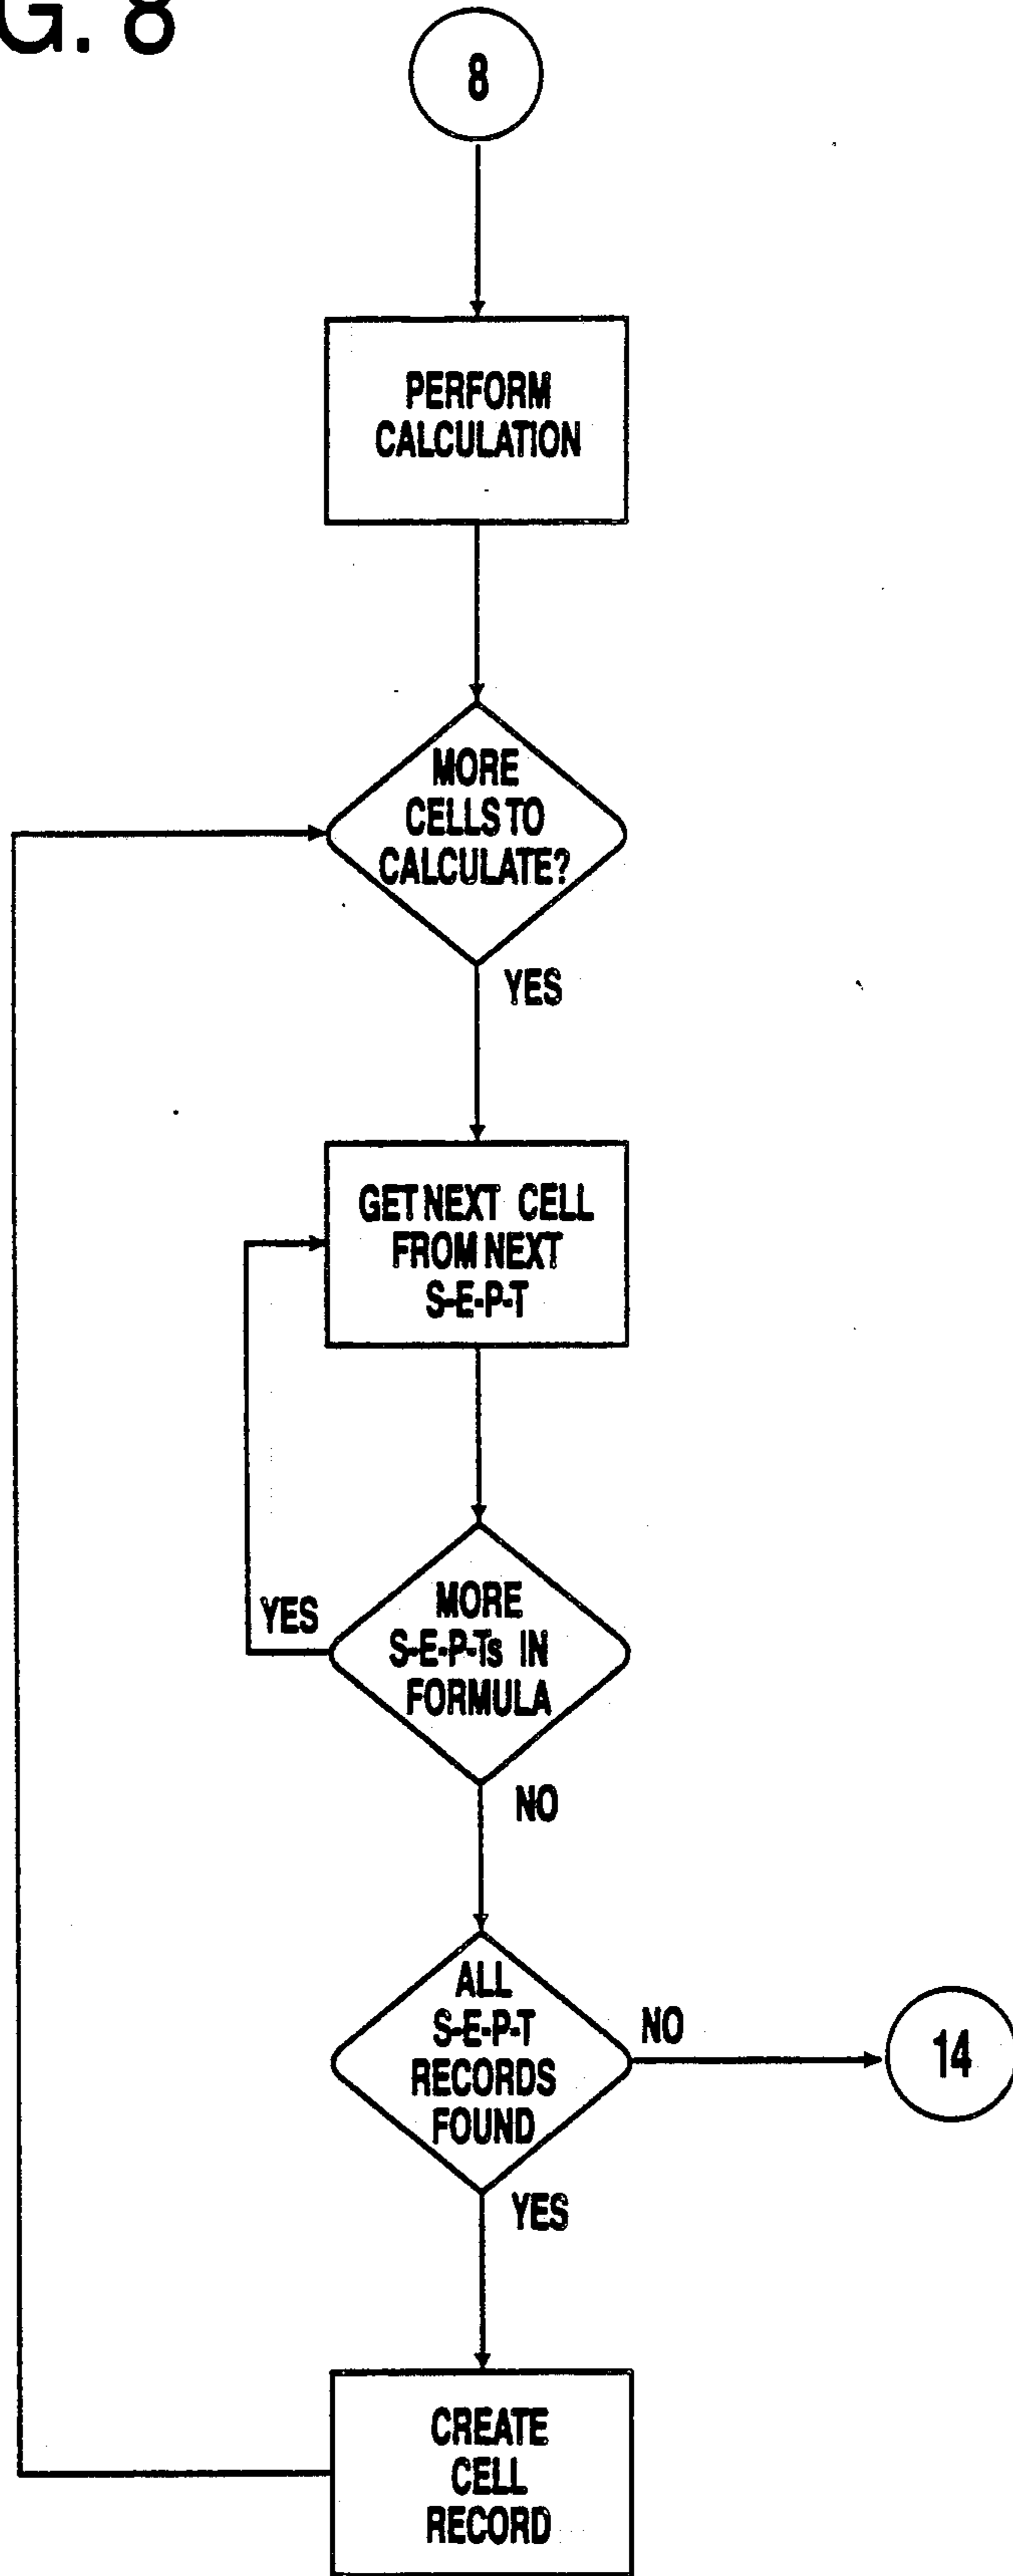 G. 8
8
PERFORM
CALCULATION
MORE
CELLS TO
CALCULATE?
YES
GET NEXT CELL
FROM NEXT
S-E-P-T
YES
MORE
S-E-P-Ts IN
FORMULA
NO
ALL
S-E-P-T
RECORDS
FOUND
NO
14
YES
CREATE
CELL
RECORD